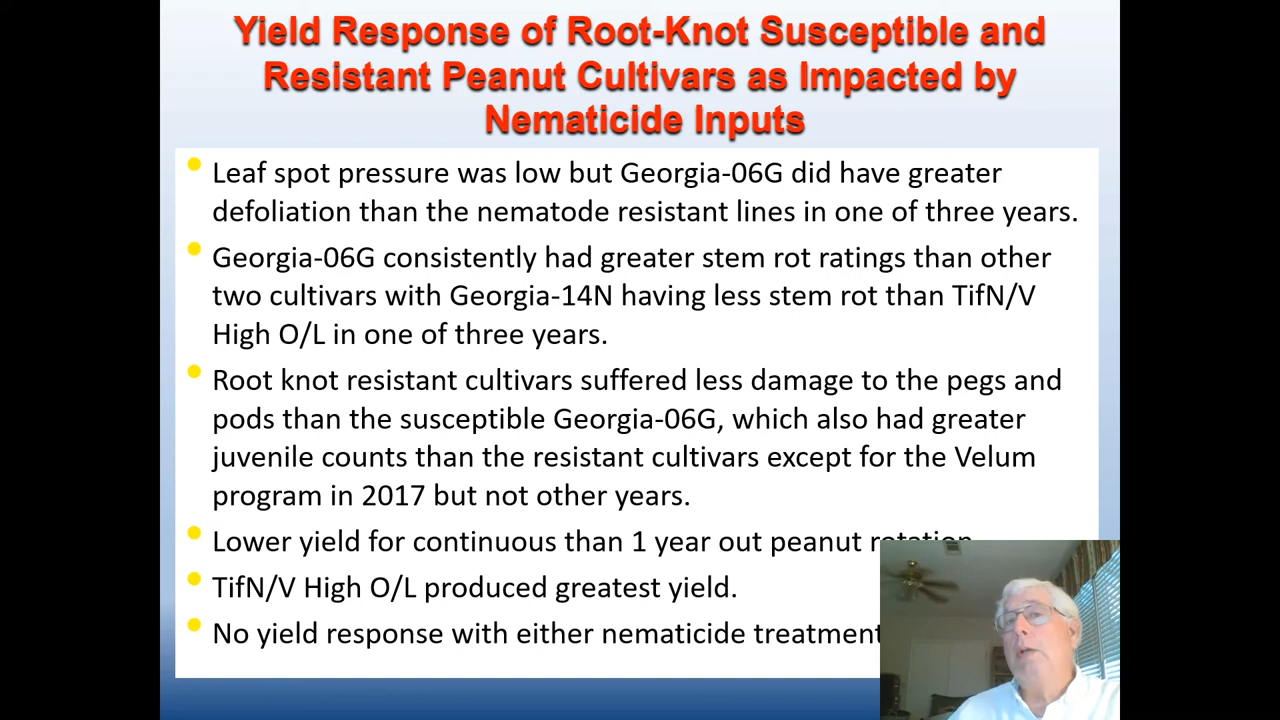 Yield Response of Root-Knot Susceptible and
Resistant Peanut Cultivars as Impacted by
Nematicide Inputs
Leaf spot pressure was low but Georgia-06G did have greater
defoliation than the nematode resistant lines in one of three years.
Georgia-06G consistently had greater stem rot ratings than other
two cultivars with Georgia-14N having less stem rot than TifN/V
High O/L in one of three years.
Root knot resistant cultivars suffered less damage to the pegs and
pods than the susceptible Georgia-06G, which also had greater
juvenile counts than the resistant cultivars except for the Velum
program in 2017 but not other years.
Lower yield for continuous than 1 year out peanut rotation
TifN/V High O/L produced greatest yield.
No yield response with either nematicide treatment